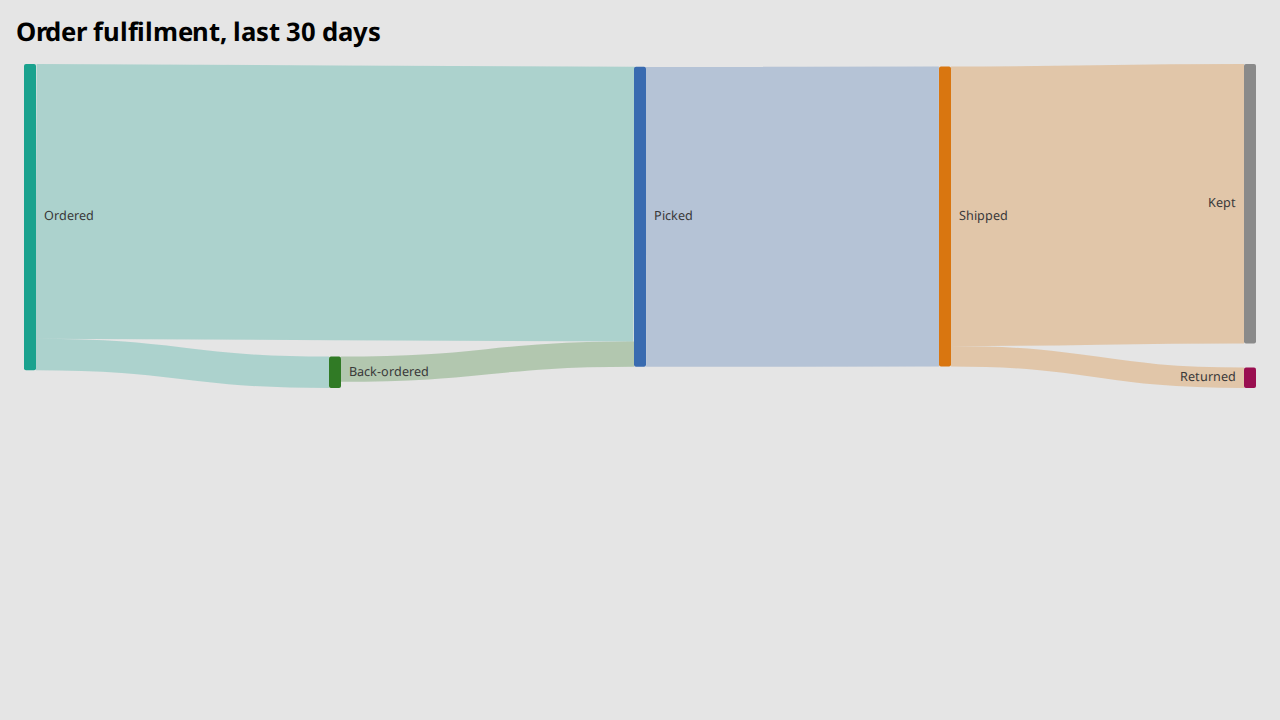 Order fulfilment, last 30 days
Ordered
Picked
Shipped
Kept
Back-ordered
Returned